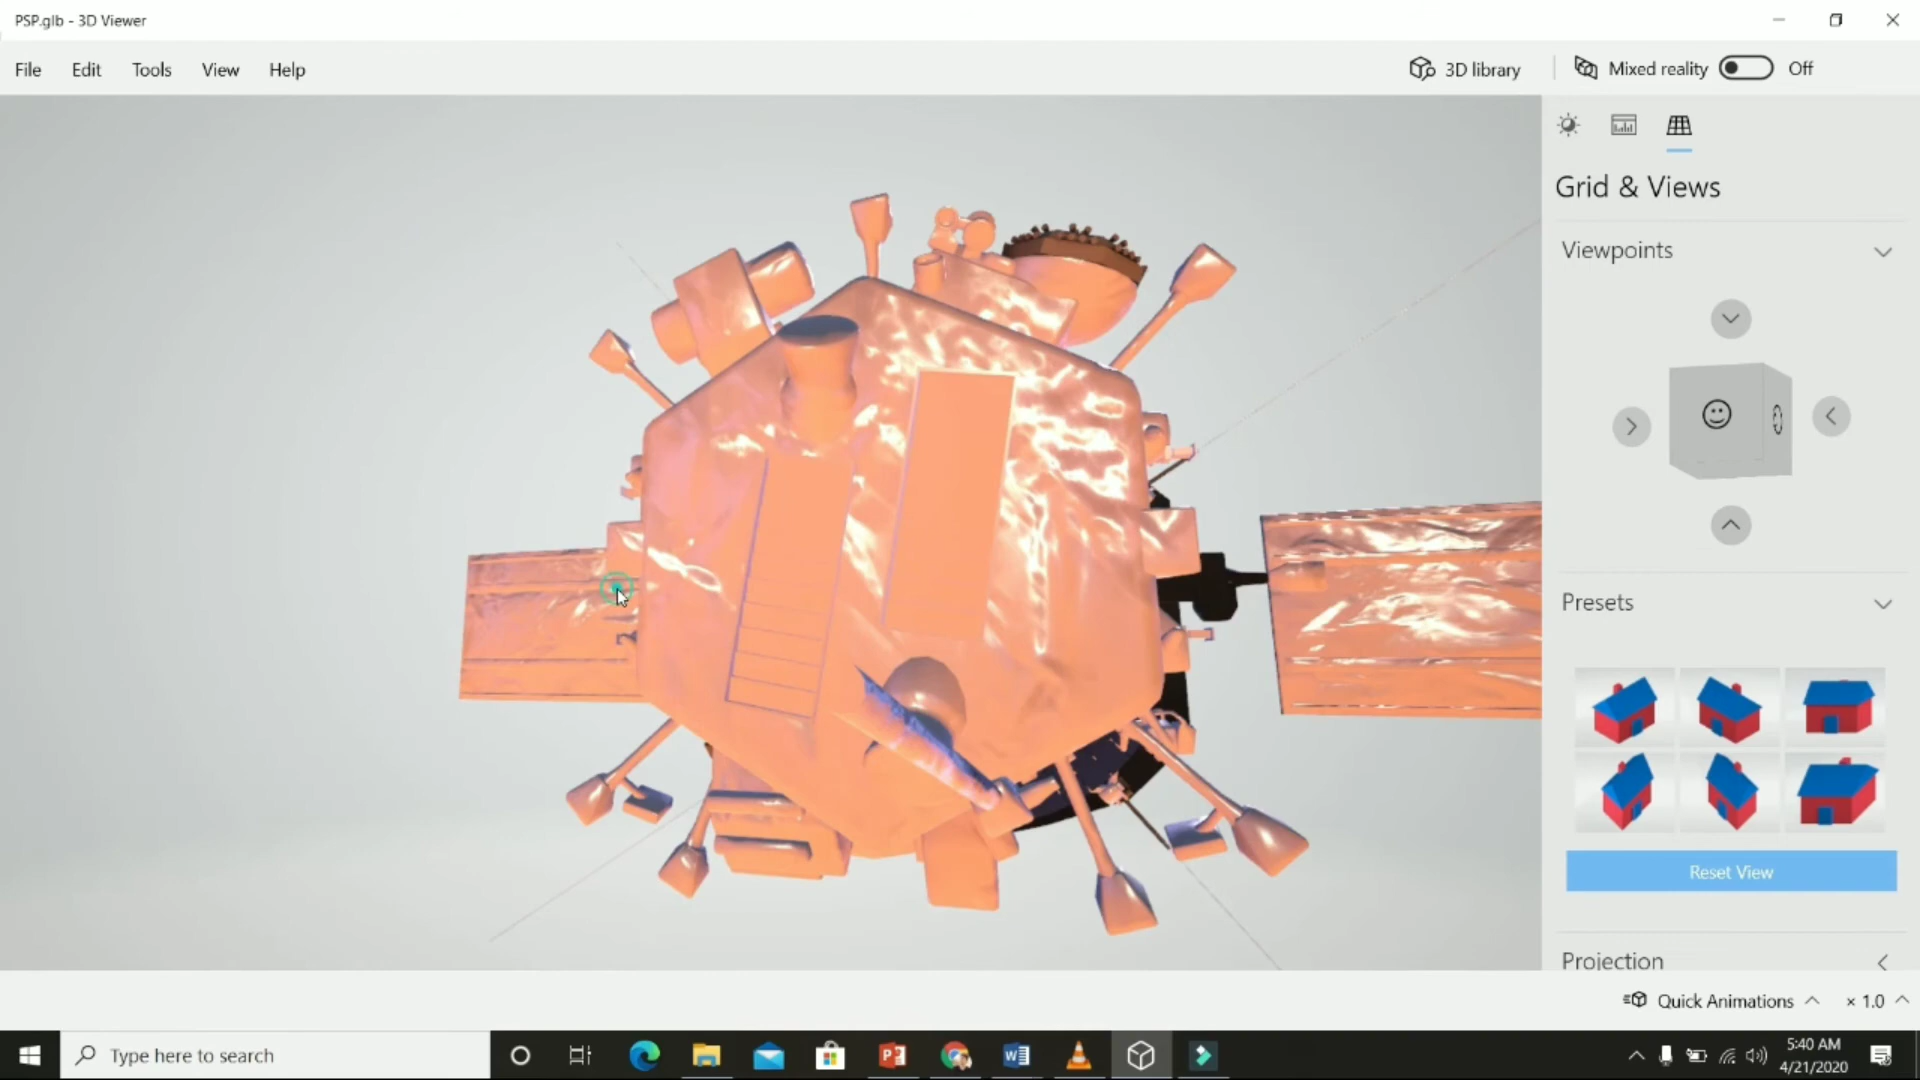 PSP.glb - 3D Viewer
File Edit Tools View Help
3D library Mixed reality Off
Grid & Views
Viewpoints
Presets
Reset View
Projection
Quick Animations × 1.0
Type here to search
5:40 AM
4/21/2020